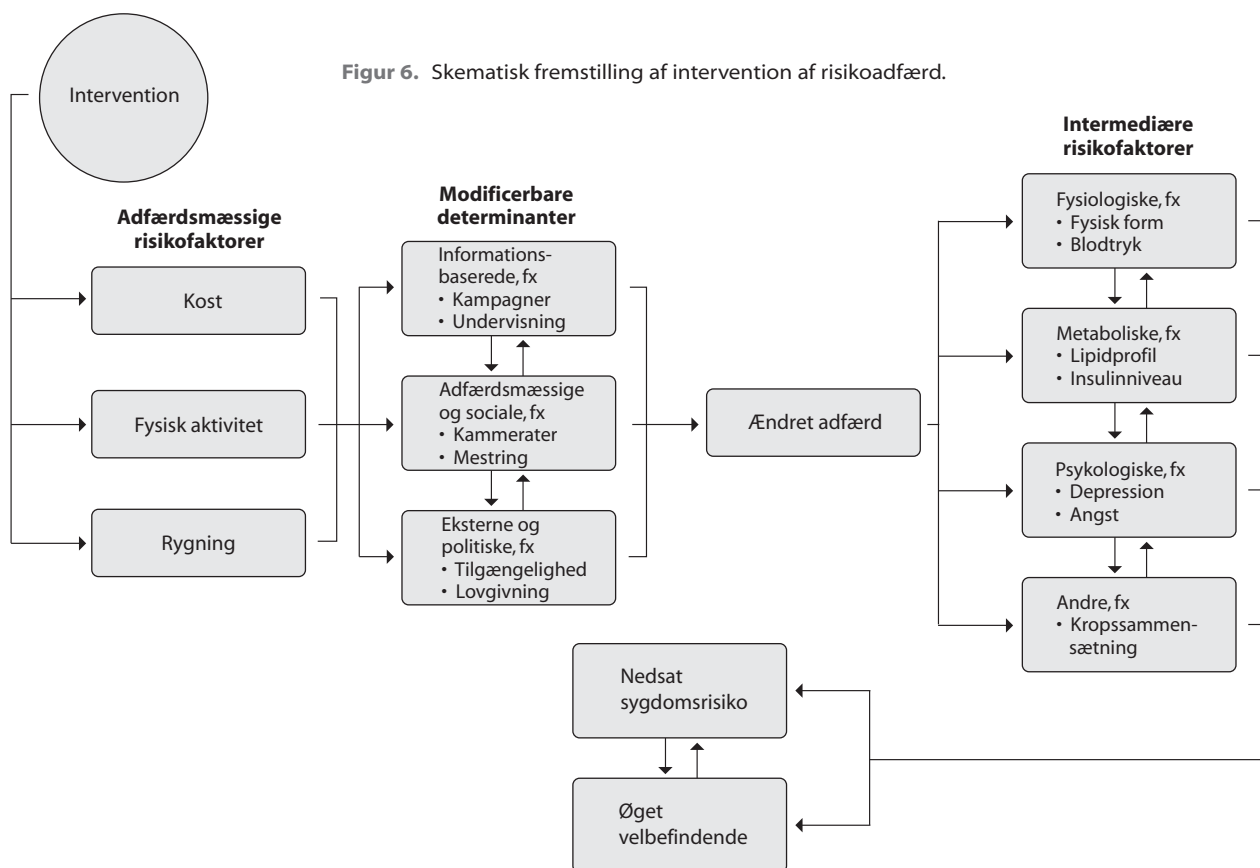 Intervention
Figur 6. Skematisk fremstilling af intervention af risikoadfærd.
Adfærdsmæssige
risikofaktorer
Kost
Fysisk aktivitet
Rygning
Modificerbare
determinanter
Informations-
baserede, fx
• Kampagner
• Undervisning
Adfærdsmæssige
og sociale, fx
• Kammerater
• Mestring
Eksterne og
politiske, fx
• Tilgængelighed
• Lovgivning
Ændret adfærd
Intermediære
risikofaktorer
Fysiologiske, fx
• Fysisk form
• Blodtryk
Metaboliske, fx
• Lipidprofil
• Insulinniveau
Psykologiske, fx
• Depression
• Angst
Andre, fx
• Kropssammen-
sætning
Nedsat
sygdomsrisiko
Øget
velbefindende